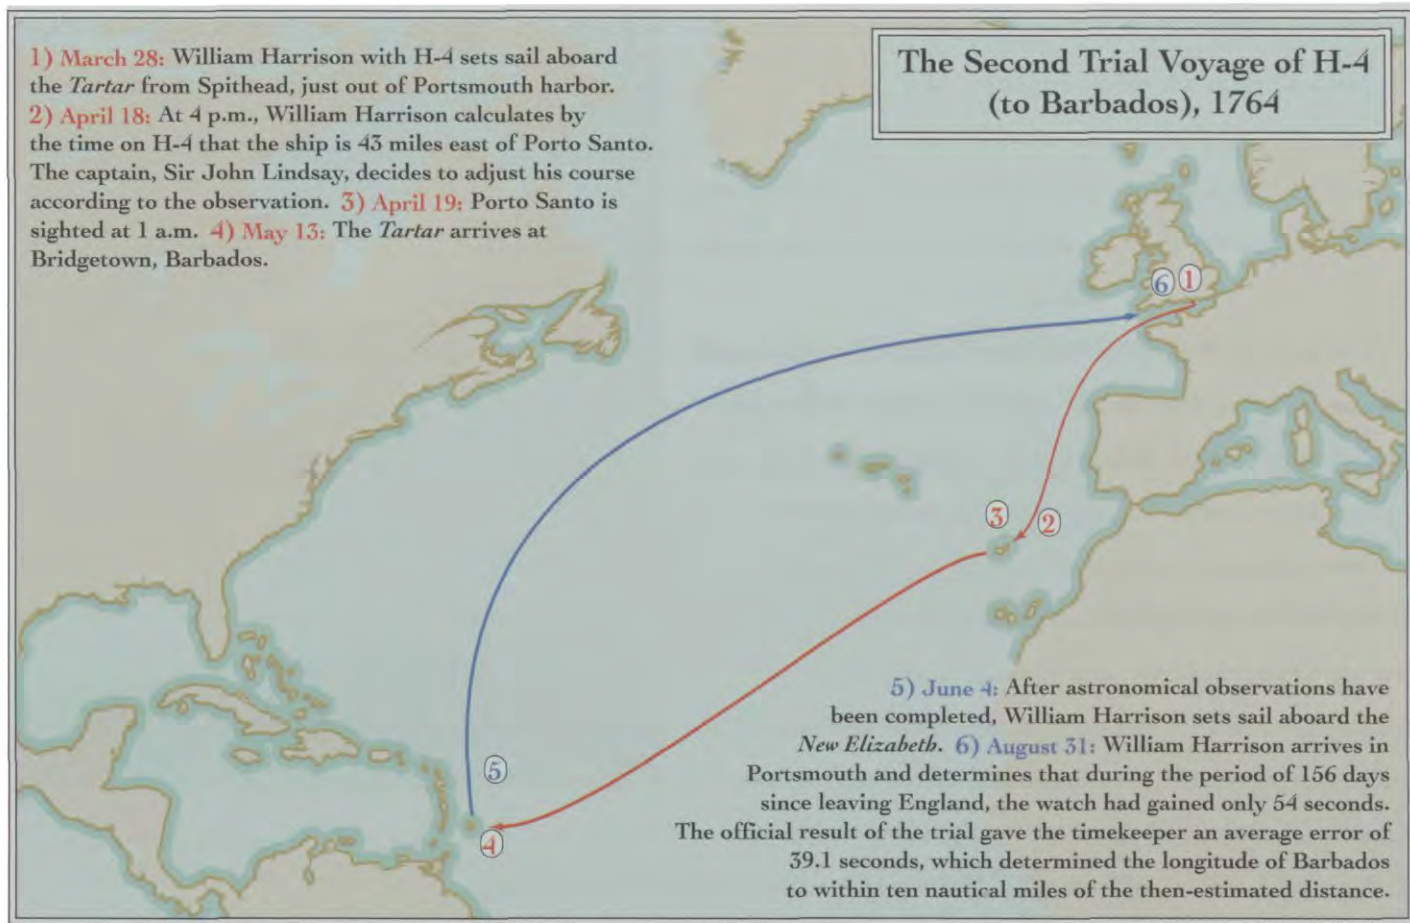 The Second Trial Voyage of H-4
(to Barbados), 1764
1) March 28: William Harrison with H-4 sets sail aboard
the Tartar from Spithead, just out of Portsmouth harbor.
2) April 18: At 4 p.m., William Harrison calculates by
the time on H-4 that the ship is 43 miles east of Porto Santo.
The captain, Sir John Lindsay, decides to adjust his course
according to the observation. 3) April 19: Porto Santo is
sighted at 1 a.m. 4) May 13: The Tartar arrives at
Bridgetown, Barbados.
6 1
3
2
5
4
5) June 4: After astronomical observations have
been completed, William Harrison sets sail aboard the
New Elizabeth. 6) August 31: William Harrison arrives in
Portsmouth and determines that during the period of 156 days
since leaving England, the watch had gained only 54 seconds.
The official result of the trial gave the timekeeper an average error of
39.1 seconds, which determined the longitude of Barbados
to within ten nautical miles of the then-estimated distance.